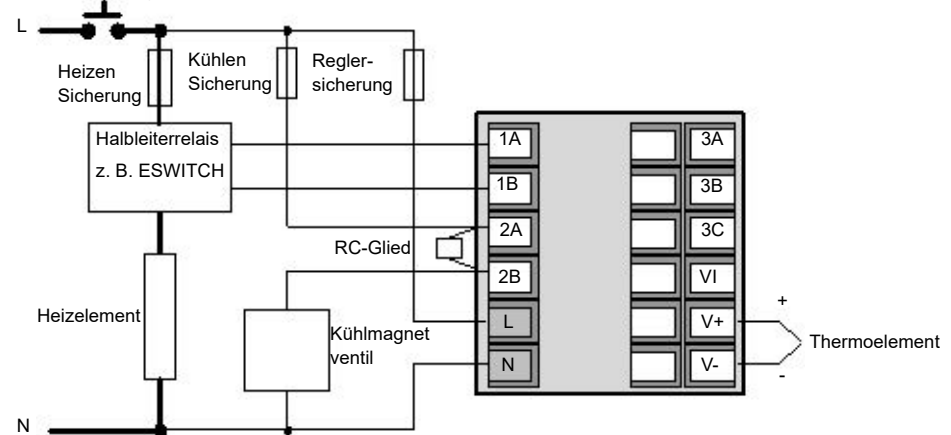 L
Heizen
Sicherung
Kühlen
Sicherung
Regler-
sicherung
Halbleiterrelais
z. B. ESWITCH
1A
3A
1B
3B
2A
3C
RC-Glied
2B
VI
Heizelement
Kühlmagnet
ventil
L
V+
+
Thermoelement
N
V-
-
N